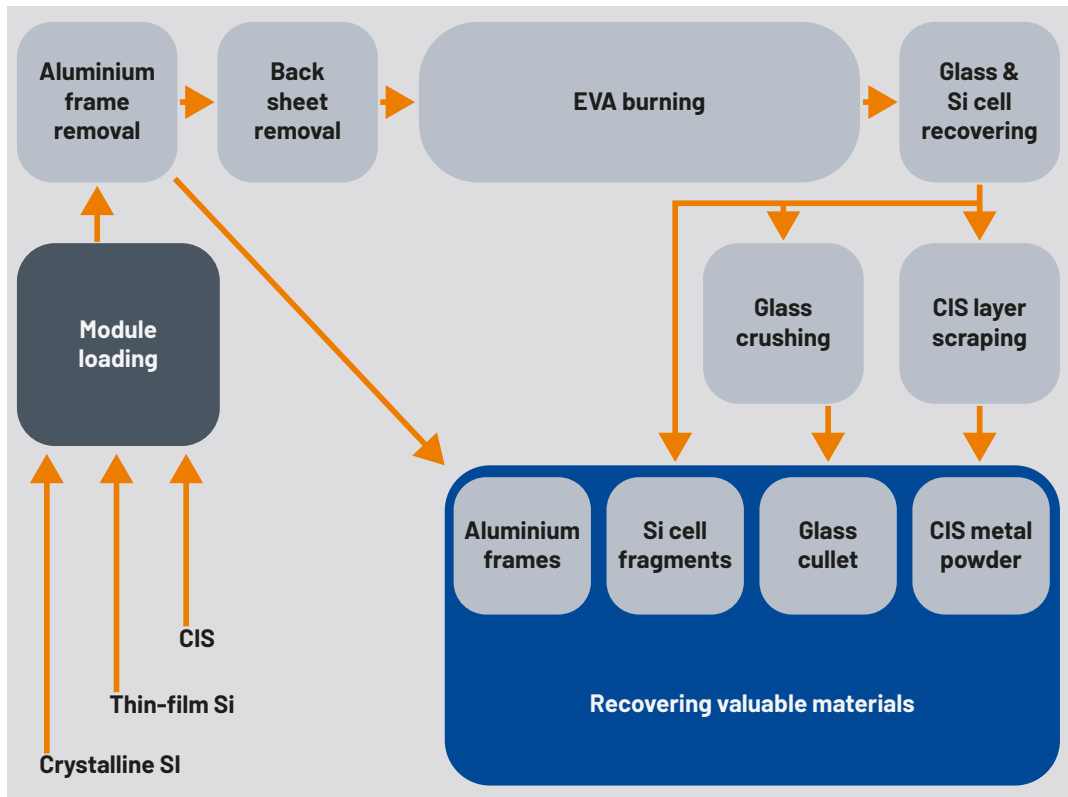 Aluminium
frame
removal
Back
sheet
removal
EVA burning
Glass &
Si cell
recovering
Module
loading
Glass
crushing
CIS layer
scraping
Aluminium
frames
Si cell
fragments
Glass
cullet
CIS metal
powder
CIS
Thin-film Si
Recovering valuable materials
Crystalline SI